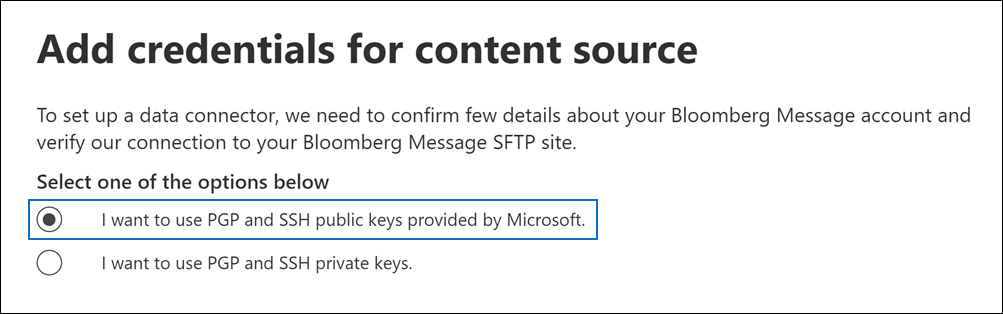 Add credentials for content source
To set up a data connector, we need to confirm few details about your Bloomberg Message account and
verify our connection to your Bloomberg Message SFTP site.
Select one of the options below
I want to use PGP and SSH public keys provided by Microsoft.
I want to use PGP and SSH private keys.